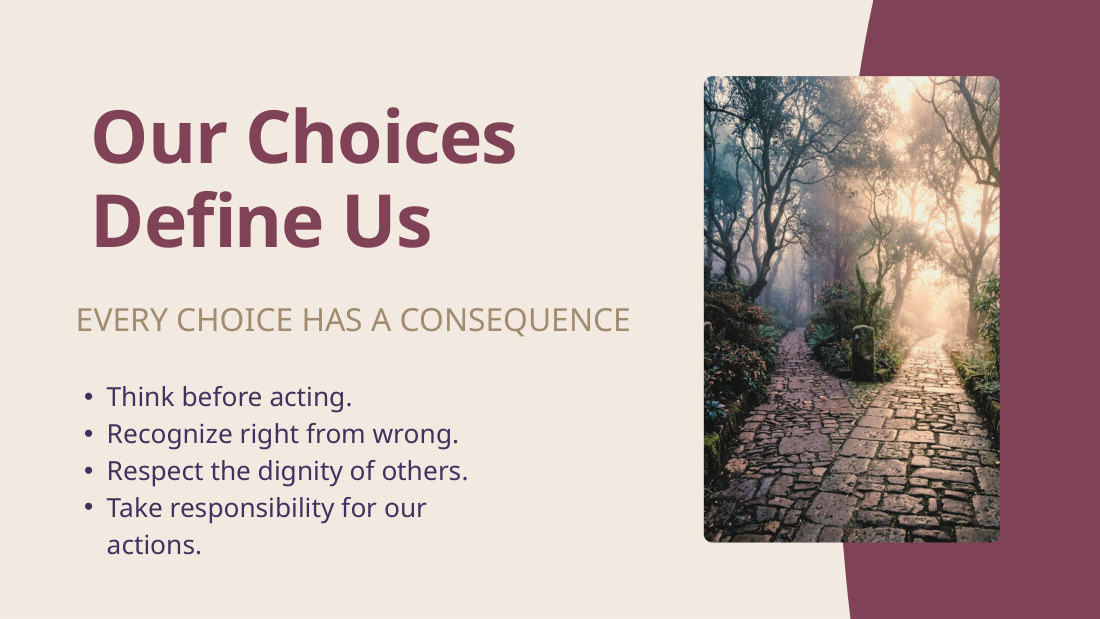 Our Choices
Define Us
EVERY CHOICE HAS A CONSEQUENCE
• Think before acting.
• Recognize right from wrong.
• Respect the dignity of others.
• Take responsibility for our
actions.